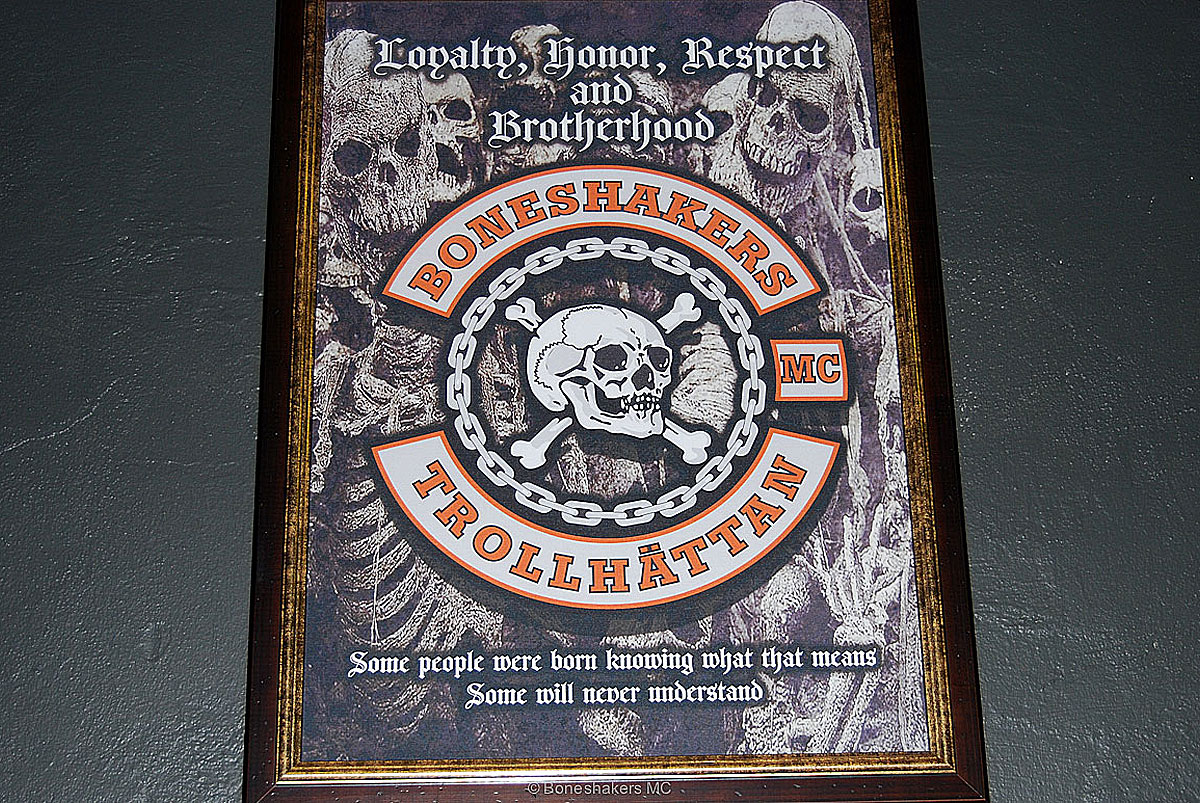 Loyalty, Honor, Respect
and
Brotherhood
BONESHAKERS
MC
TROLLHÄTTAN
Some people were born knowing what that means
Some will never understand
© Boneshakers MC